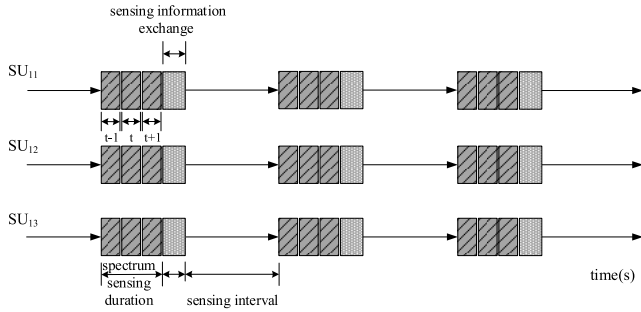 sensing information
exchange
SU11
t-1 t t+1
SU12
SU13
spectrum
sensing
duration
sensing interval
time(s)